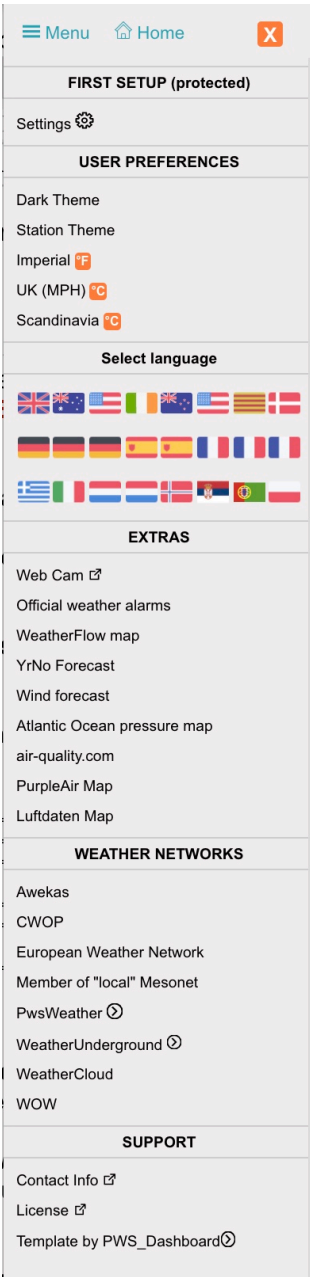 Menu Home X
FIRST SETUP (protected)
Settings
USER PREFERENCES
Dark Theme
Station Theme
Imperial °F
UK (MPH) °C
Scandinavia °C
Select language
EXTRAS
Web Cam
Official weather alarms
WeatherFlow map
YrNo Forecast
Wind forecast
Atlantic Ocean pressure map
air-quality.com
PurpleAir Map
Luftdaten Map
WEATHER NETWORKS
Awekas
CWOP
European Weather Network
Member of "local" Mesonet
PwsWeather
WeatherUnderground
WeatherCloud
WOW
SUPPORT
Contact Info
License
Template by PWS_Dashboard